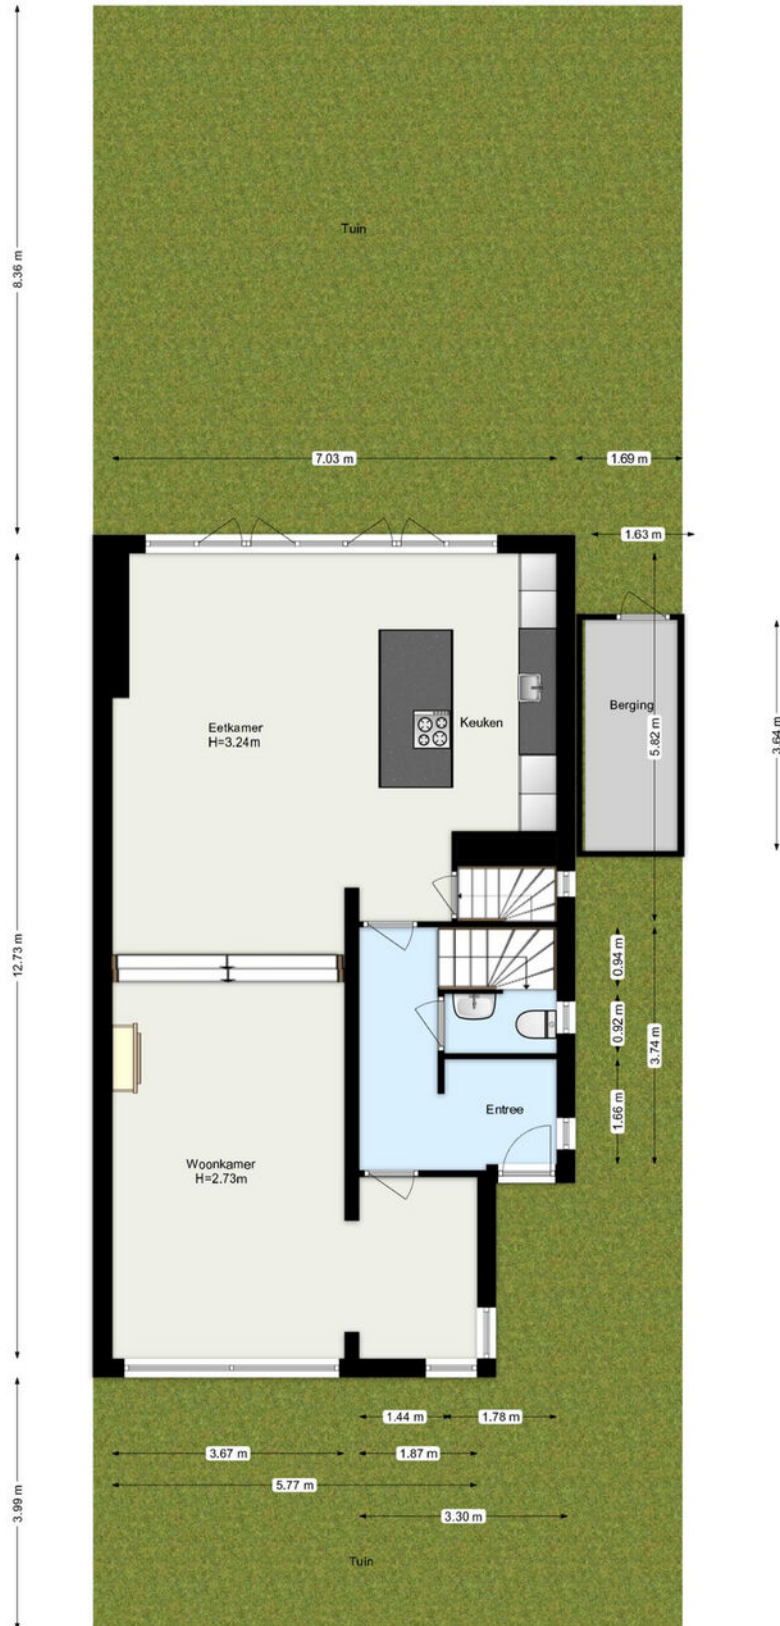 Tuin
8.36 m
7.03 m
1.69 m
1.63 m
Berging
5.82 m
3.64 m
Eetkamer
H=3.24m
Keuken
12.73 m
0.94 m
0.92 m
3.74 m
1.66 m
Entree
Woonkamer
H=2.73m
1.44 m
1.78 m
3.67 m
1.87 m
5.77 m
3.30 m
3.99 m
Tuin